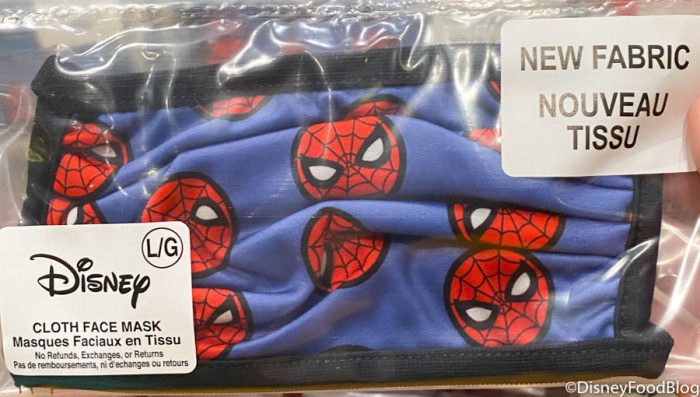 NEW FABRIC
NOUVEAU
TISSU
L/G
Disney
CLOTH FACE MASK
Masques Faciaux en Tissu
No Refunds, Exchanges, or Returns
Pas de remboursements, ni d'echanges ou retours
©DisneyFoodBlog